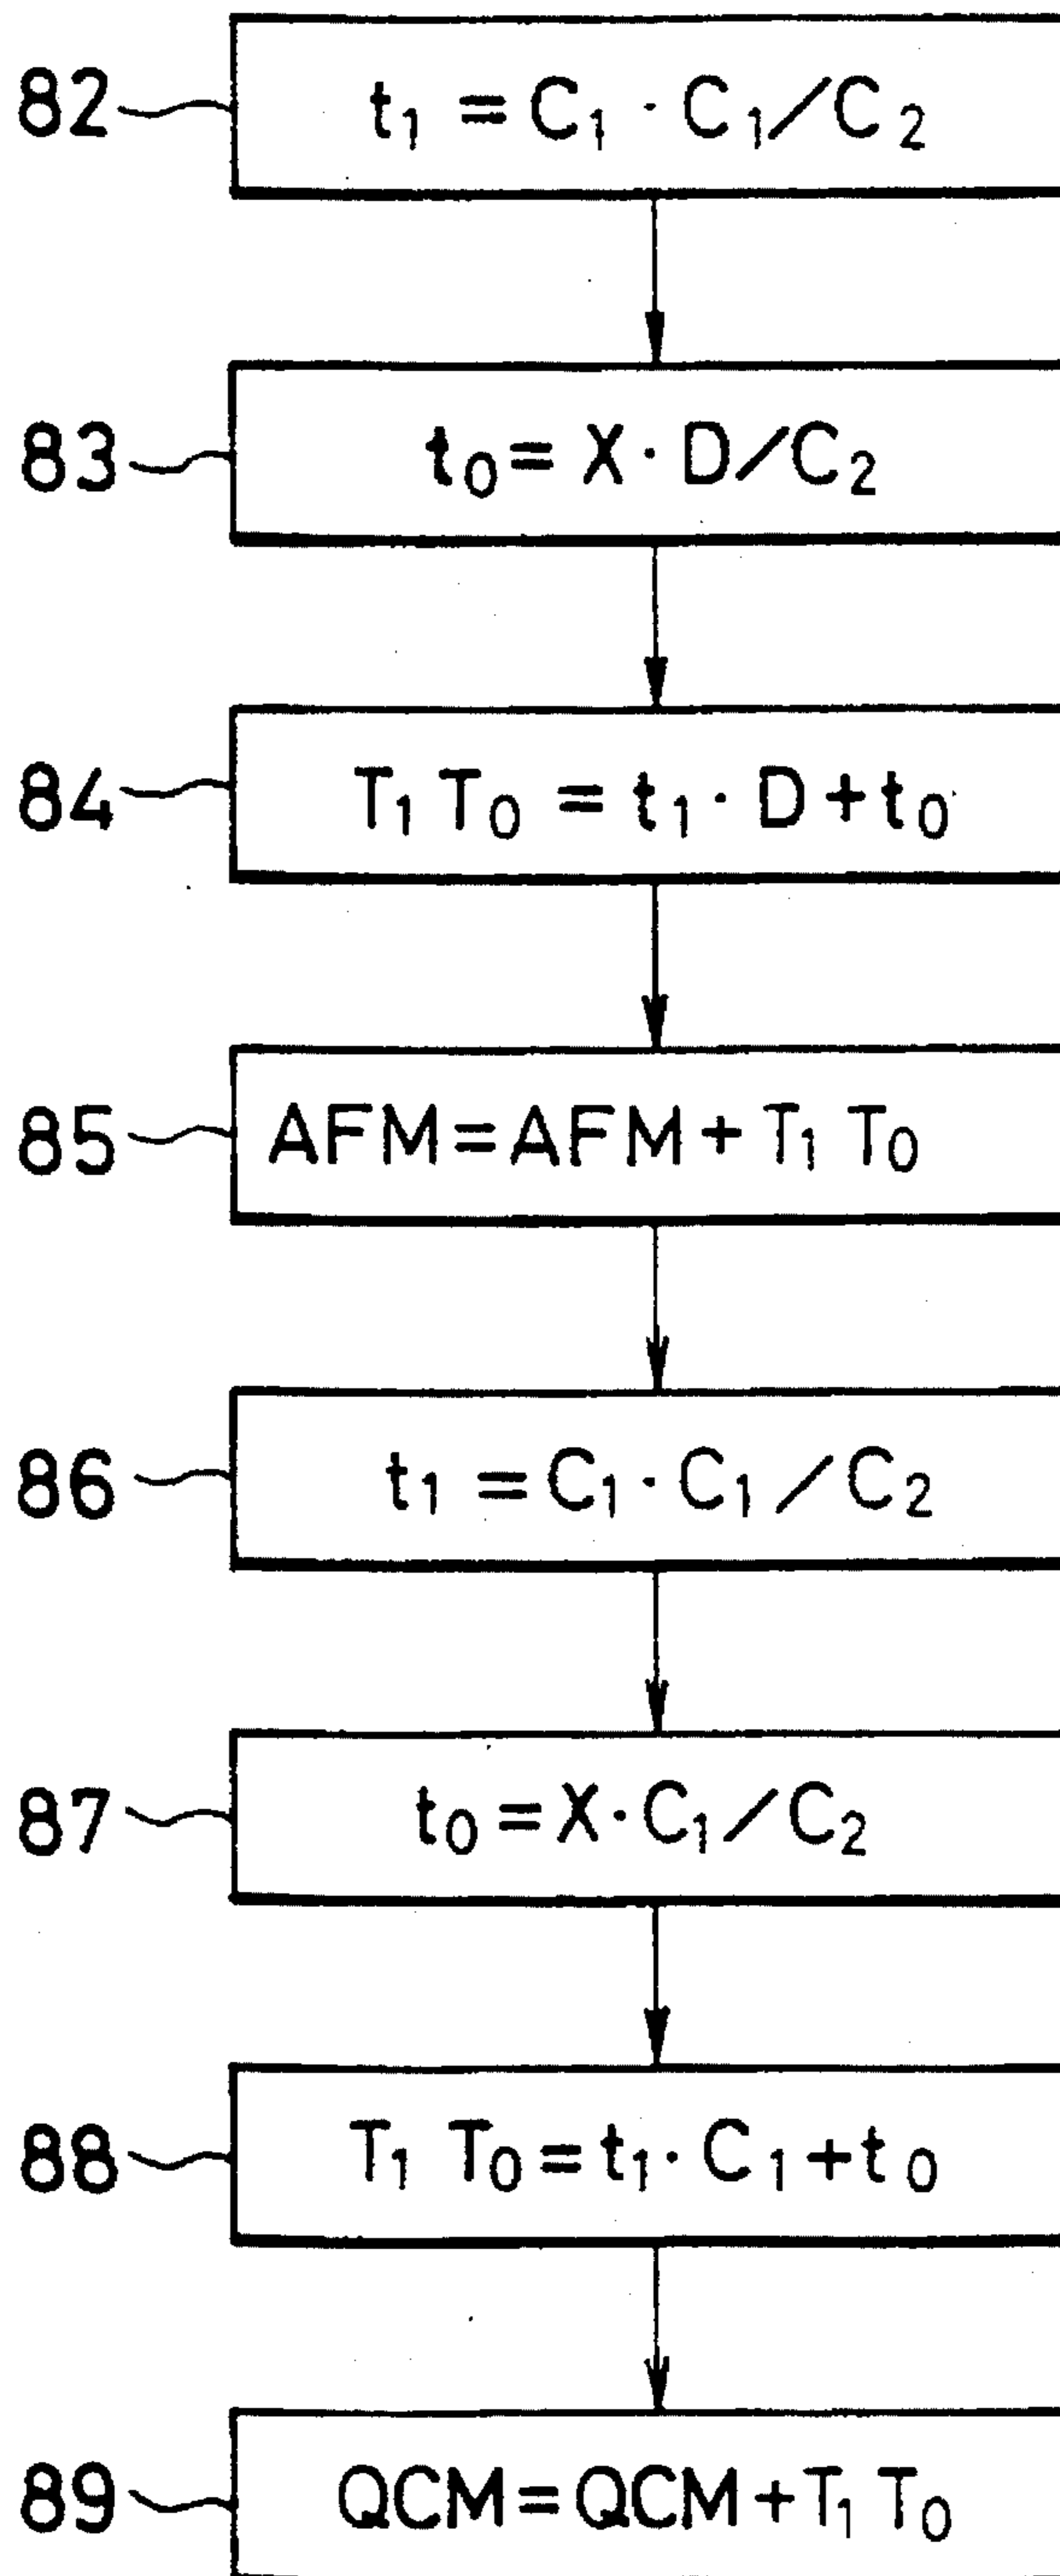 82 t₁ = C₁ · C₁/C₂
83 t₀ = X · D/C₂
84 T₁ T₀ = t₁ · D + t₀
85 AFM = AFM + T₁ T₀
86 t₁ = C₁ · C₁/C₂
87 t₀ = X · C₁/C₂
88 T₁ T₀ = t₁ · C₁ + t₀
89 QCM = QCM + T₁ T₀